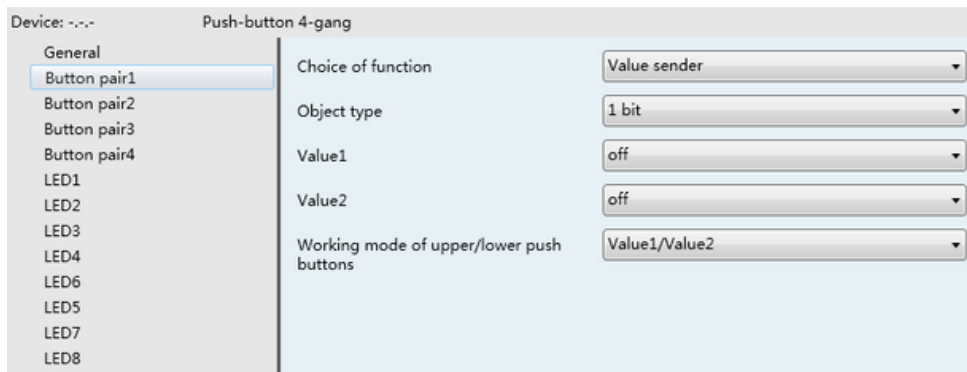 Device: -.-.- Push-button 4-gang
General
Button pair1
Button pair2
Button pair3
Button pair4
LED1
LED2
LED3
LED4
LED6
LED5
LED7
LED8
Choice of function Value sender
Object type 1 bit
Value1 off
Value2 off
Working mode of upper/lower push Value1/Value2
buttons